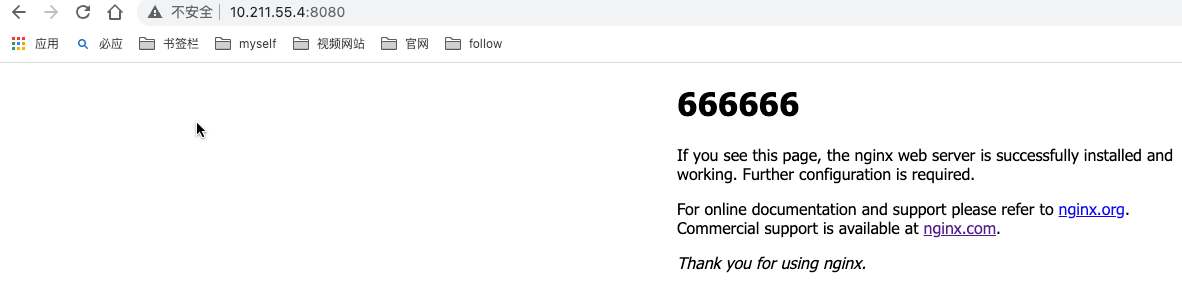 不安全 10.211.55.4:8080
应用 必应 书签栏 myself 视频网站 官网 follow
666666
If you see this page, the nginx web server is successfully installed and
working. Further configuration is required.
For online documentation and support please refer to nginx.org.
Commercial support is available at nginx.com.
Thank you for using nginx.